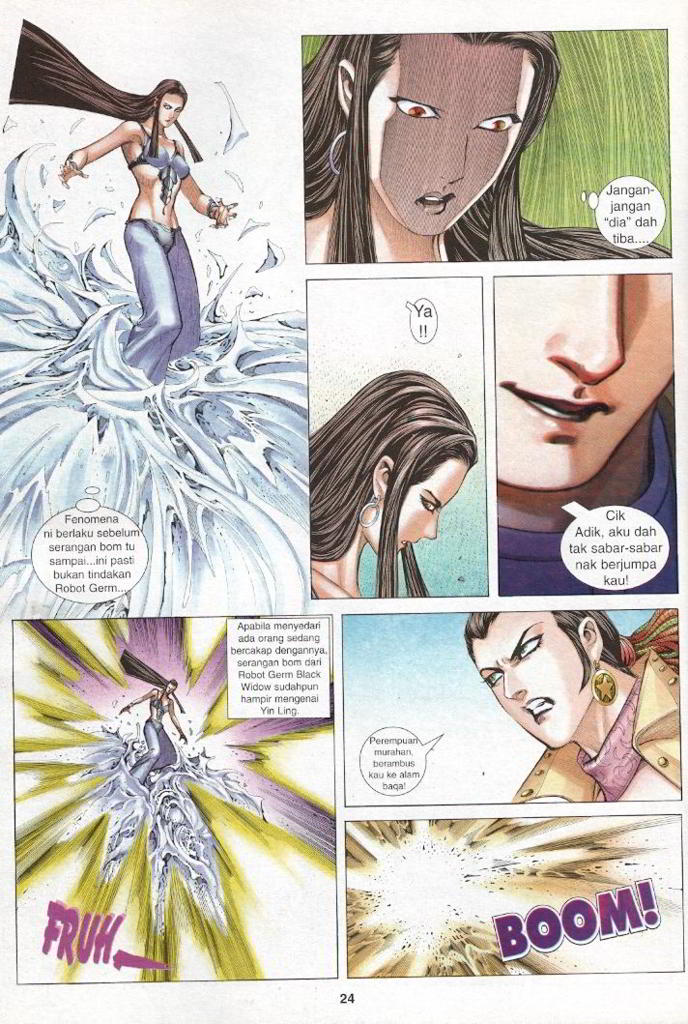 Jangan-
jangan
“dia” dah
tiba....
Ya
!!
Cik
Adik, aku dah
tak sabar-sabar
nak berjumpa
kau!
Fenomena
ni berlaku sebelum
serangan bom tu
sampai...ini pasti
bukan tindakan
Robot Germ...
Apabila menyedari
ada orang sedang
bercakap dengannya,
serangan bom dari
Robot Germ Black
Widow sudahpun
hampir mengenai
Yin Ling.
FRUH
Perempuan
murahan,
berambus
kau ke alam
baqa!
BOOM!
24